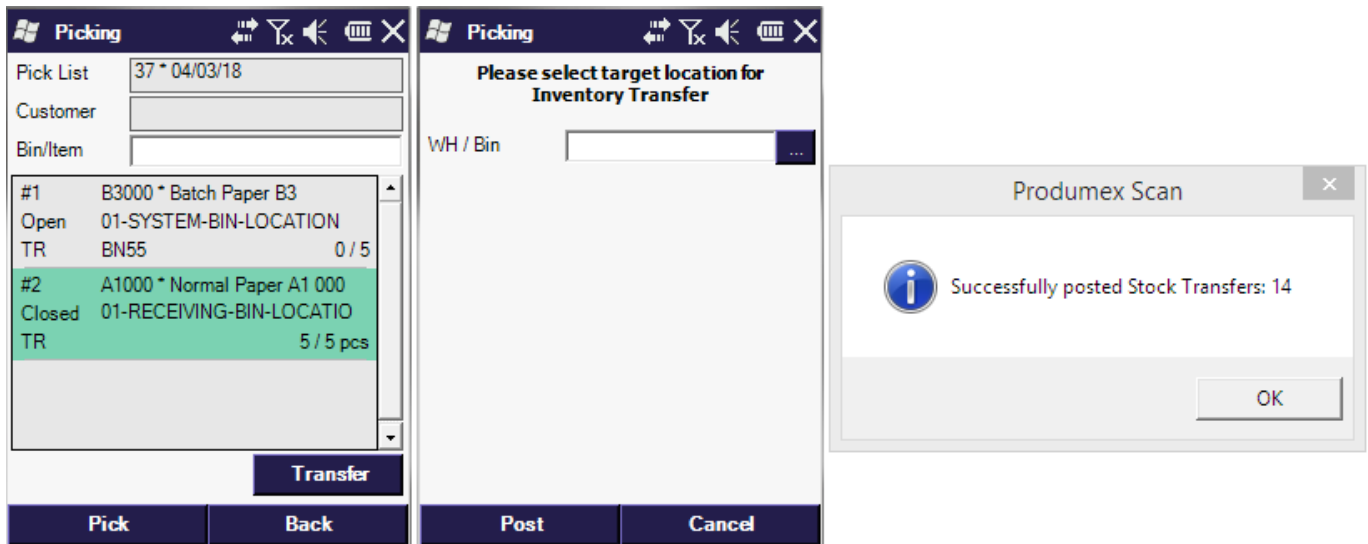 Picking
Pick List 37 * 04/03/18
Customer
Bin/Item
#1 B3000 * Batch Paper B3
Open 01-SYSTEM-BIN-LOCATION
TR BN55 0 / 5
#2 A1000 * Normal Paper A1 000
Closed 01-RECEIVING-BIN-LOCATIO
TR 5 / 5 pcs
Transfer
Pick Back
Picking
Please select target location for
Inventory Transfer
WH / Bin ...
Post Cancel
Produmex Scan
Successfully posted Stock Transfers: 14
OK